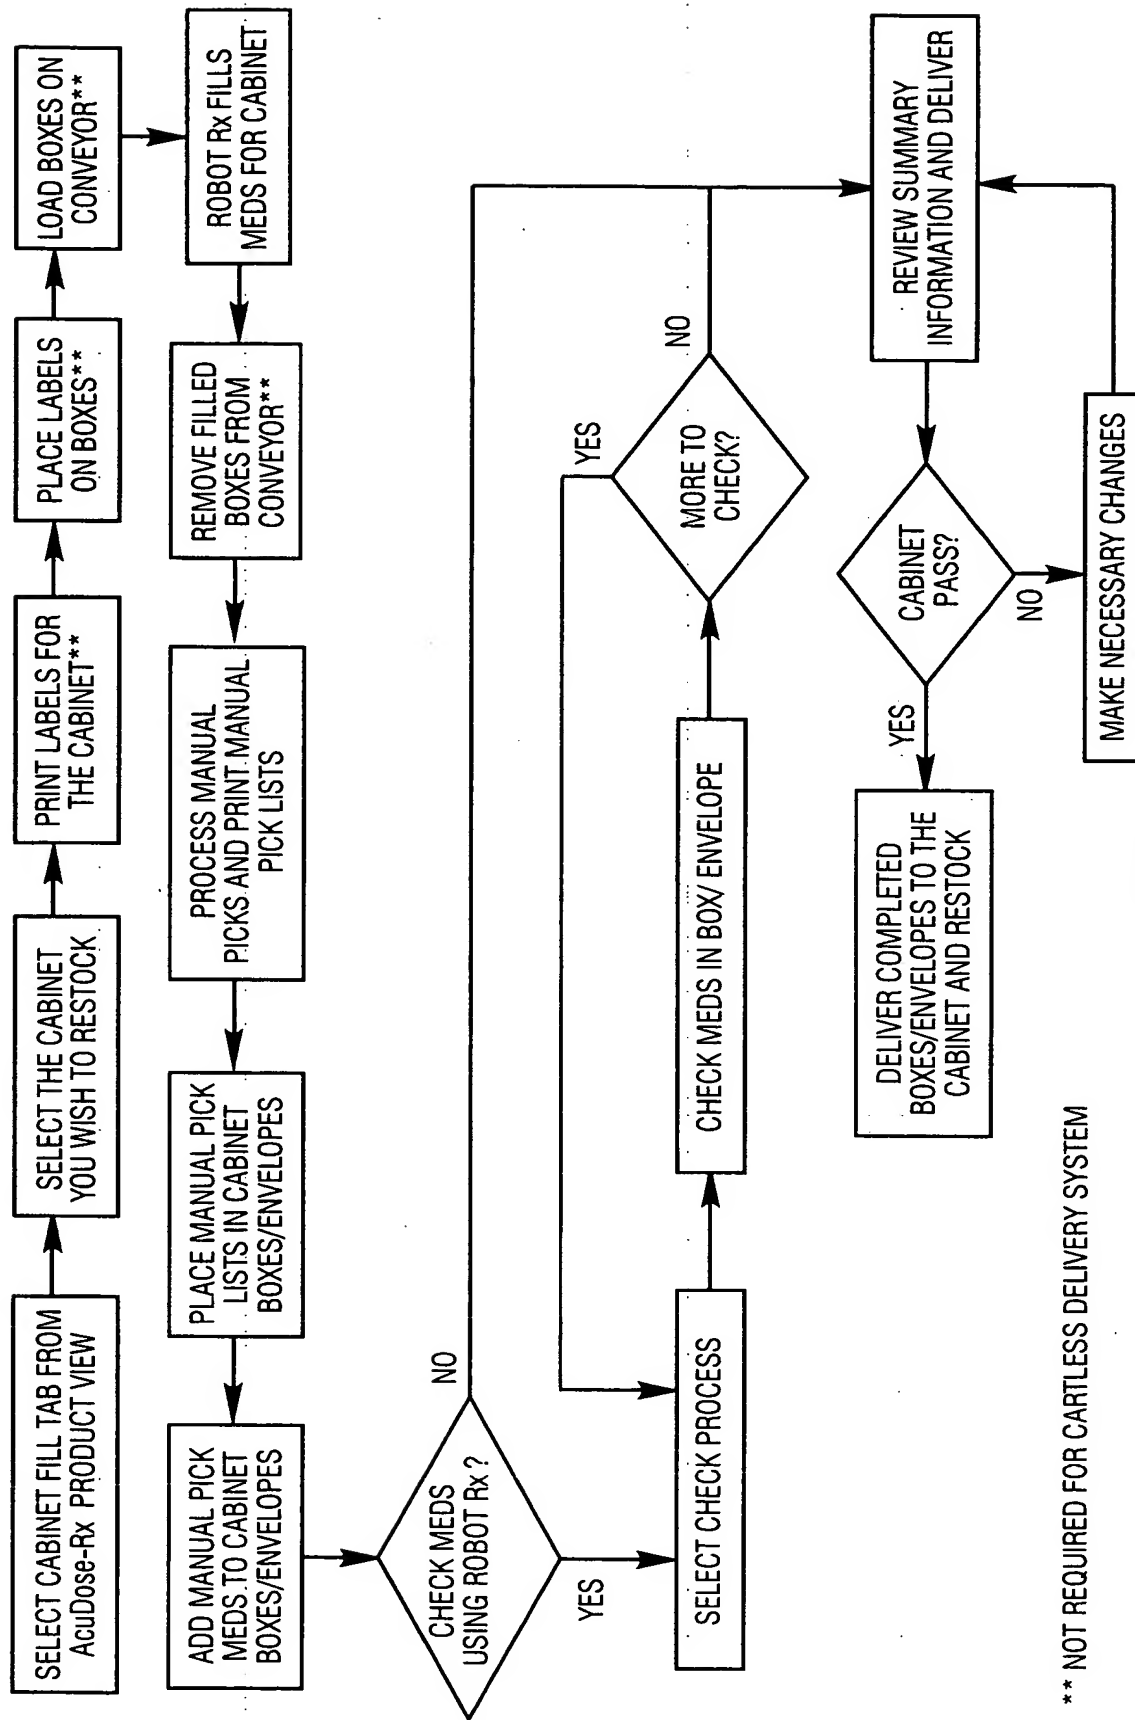 SELECT CABINET FILL TAB FROM
AcuDose-Rx PRODUCT VIEW
SELECT THE CABINET
YOU WISH TO RESTOCK
PRINT LABELS FOR
THE CABINET**
PLACE LABELS
ON BOXES**
LOAD BOXES ON
CONVEYOR**
ROBOT Rx FILLS
MEDS FOR CABINET
REMOVE FILLED
BOXES FROM
CONVEYOR**
PROCESS MANUAL
PICKS AND PRINT MANUAL
PICK LISTS
PLACE MANUAL PICK
LISTS IN CABINET
BOXES/ENVELOPES
ADD MANUAL PICK
MEDS TO CABINET
BOXES/ENVELOPES
CHECK MEDS
USING ROBOT Rx?
NO
YES
SELECT CHECK PROCESS
CHECK MEDS IN BOX/ ENVELOPE
MORE TO
CHECK?
YES
NO
REVIEW SUMMARY
INFORMATION AND DELIVER
CABINET
PASS?
YES
NO
DELIVER COMPLETED
BOXES/ENVELOPES TO THE
CABINET AND RESTOCK
MAKE NECESSARY CHANGES
** NOT REQUIRED FOR CARTLESS DELIVERY SYSTEM